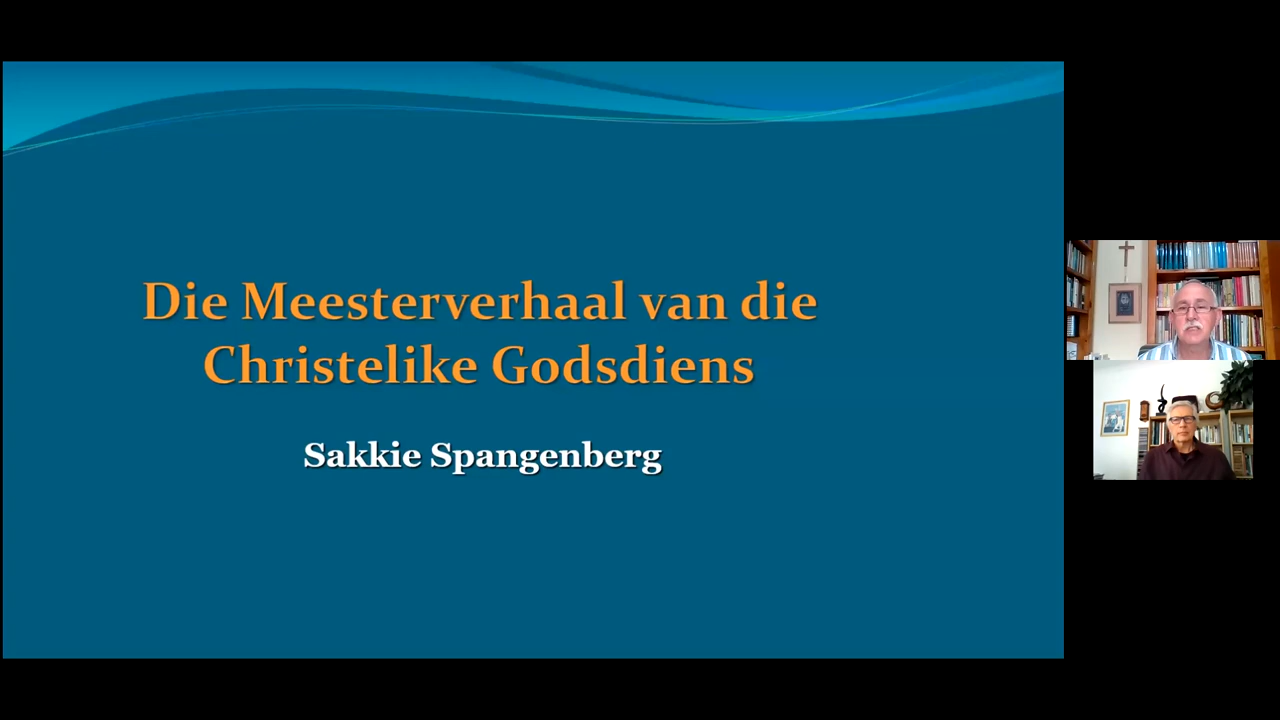 Die Meesterverhaal van die
Christelike Godsdiens
Sakkie Spangenberg